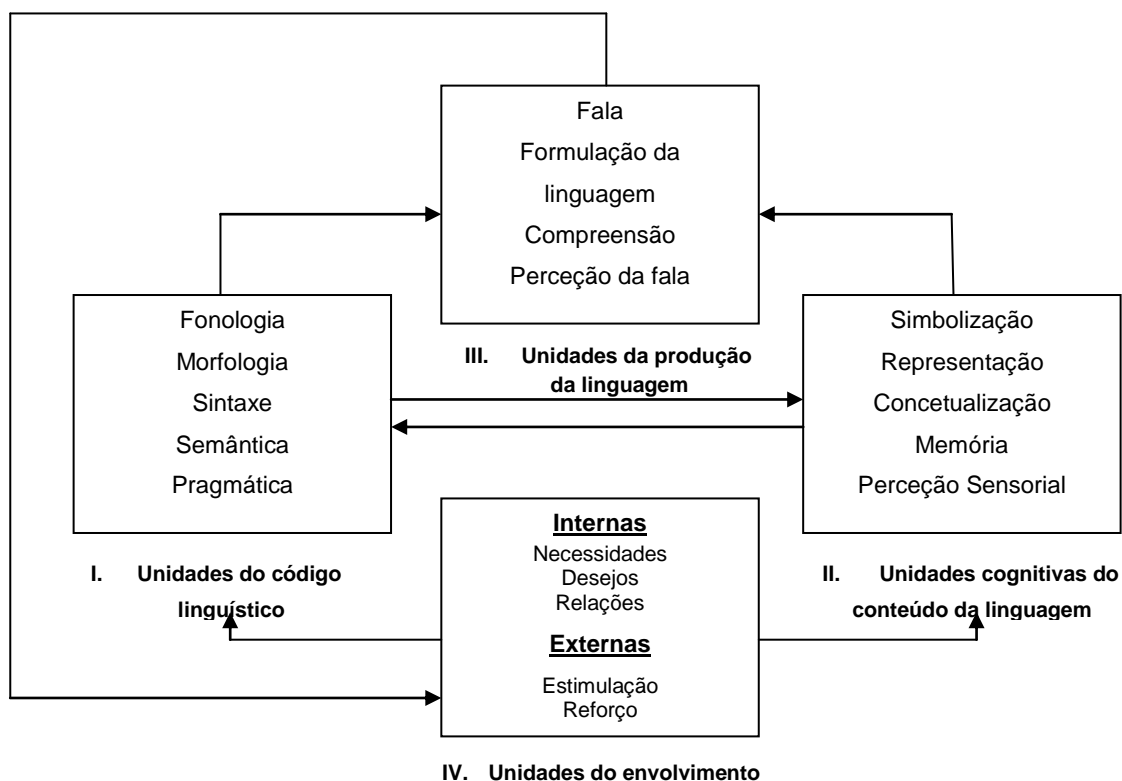 Fala
Formulação da
linguagem
Compreensão
Perceção da fala
III. Unidades da produção
da linguagem
Fonologia
Morfologia
Sintaxe
Semântica
Pragmática
I. Unidades do código
linguístico
Simbolização
Representação
Concetualização
Memória
Perceção Sensorial
II. Unidades cognitivas do
conteúdo da linguagem
Internas
Necessidades
Desejos
Relações
Externas
Estimulação
Reforço
IV. Unidades do envolvimento